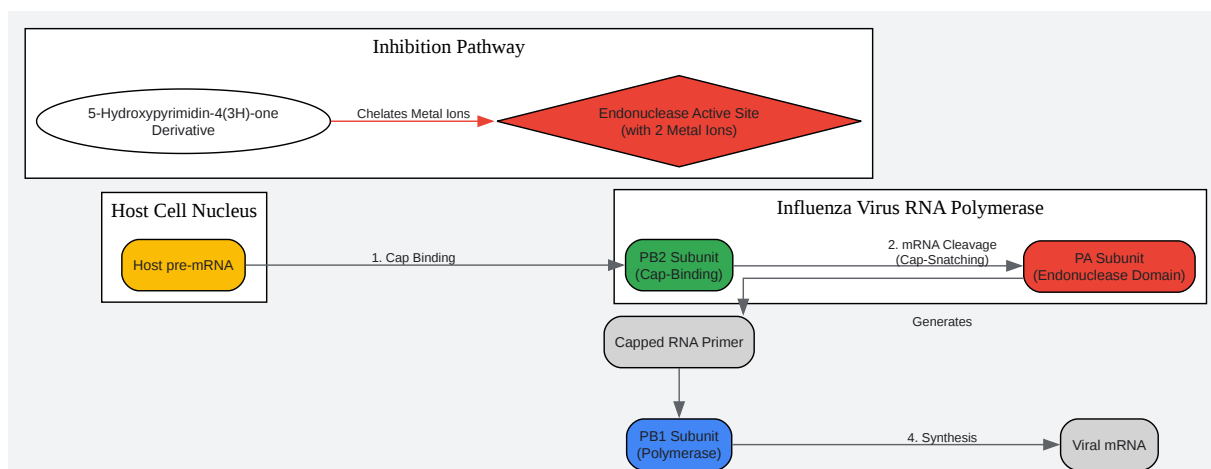 Inhibition Pathway
5-Hydroxypyrimidin-4(3H)-one
Derivative
Chelates Metal Ions
Endonuclease Active Site
(with 2 Metal Ions)
Host Cell Nucleus
Host pre-mRNA
1. Cap Binding
Influenza Virus RNA Polymerase
PB2 Subunit
(Cap-Binding)
2. mRNA Cleavage
(Cap-Snatching)
PA Subunit
(Endonuclease Domain)
Generates
Capped RNA Primer
PB1 Subunit
(Polymerase)
4. Synthesis
Viral mRNA